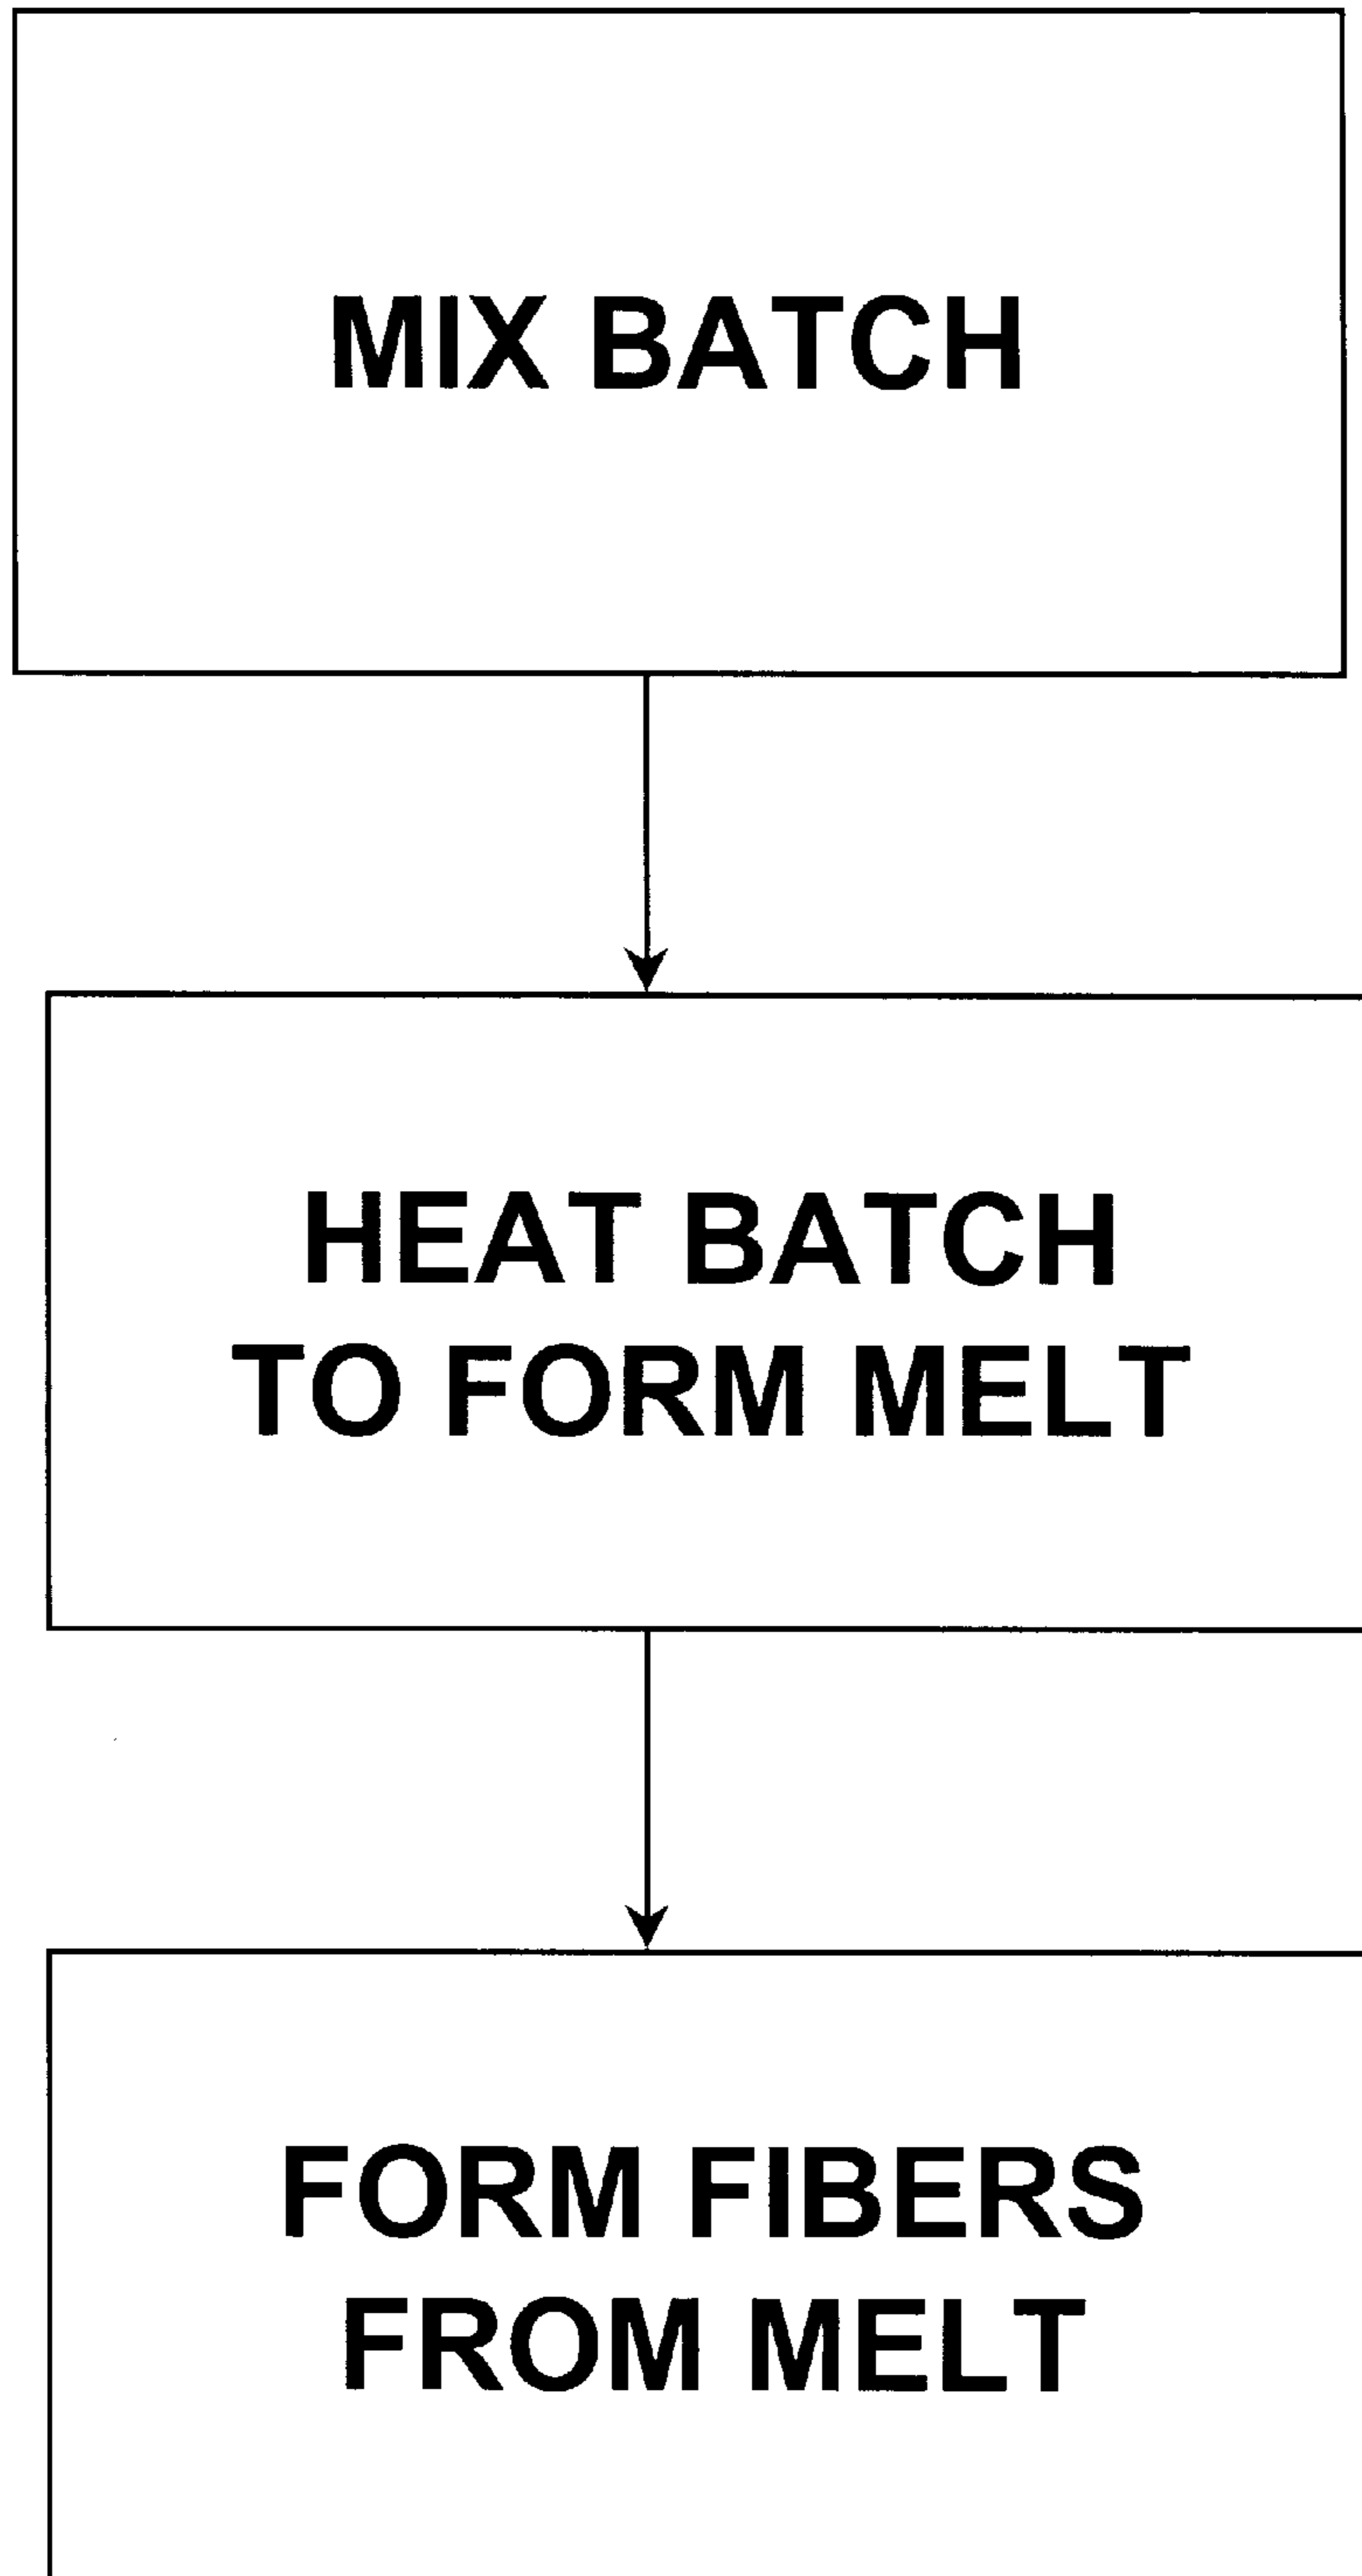 MIX BATCH
HEAT BATCH
TO FORM MELT
FORM FIBERS
FROM MELT